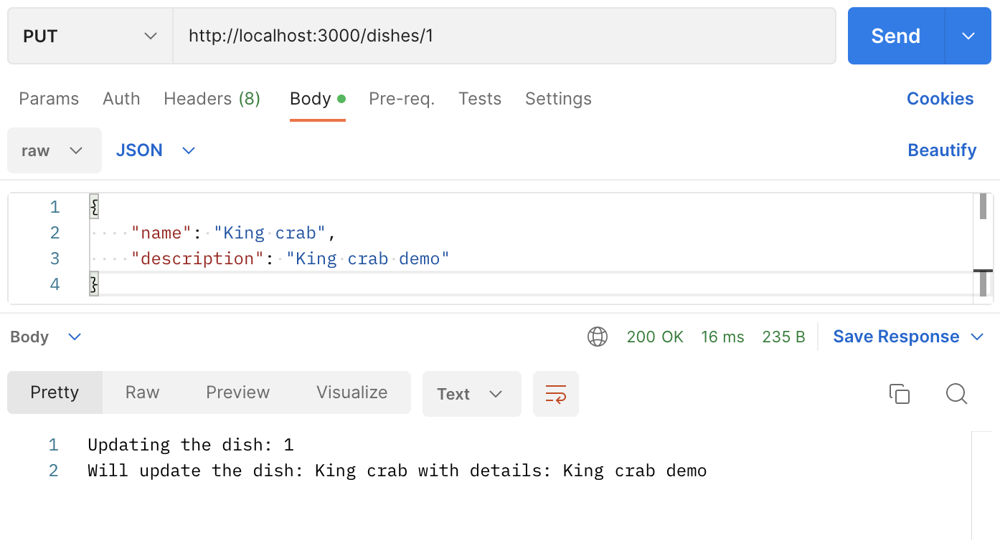 PUT http://localhost:3000/dishes/1 Send
Params Auth Headers (8) Body Pre-req. Tests Settings Cookies
raw JSON Beautify
1 {
2 "name": "King crab",
3 "description": "King crab demo"
4 }
Body 200 OK 16 ms 235 B Save Response
Pretty Raw Preview Visualize Text
1 Updating the dish: 1
2 Will update the dish: King crab with details: King crab demo